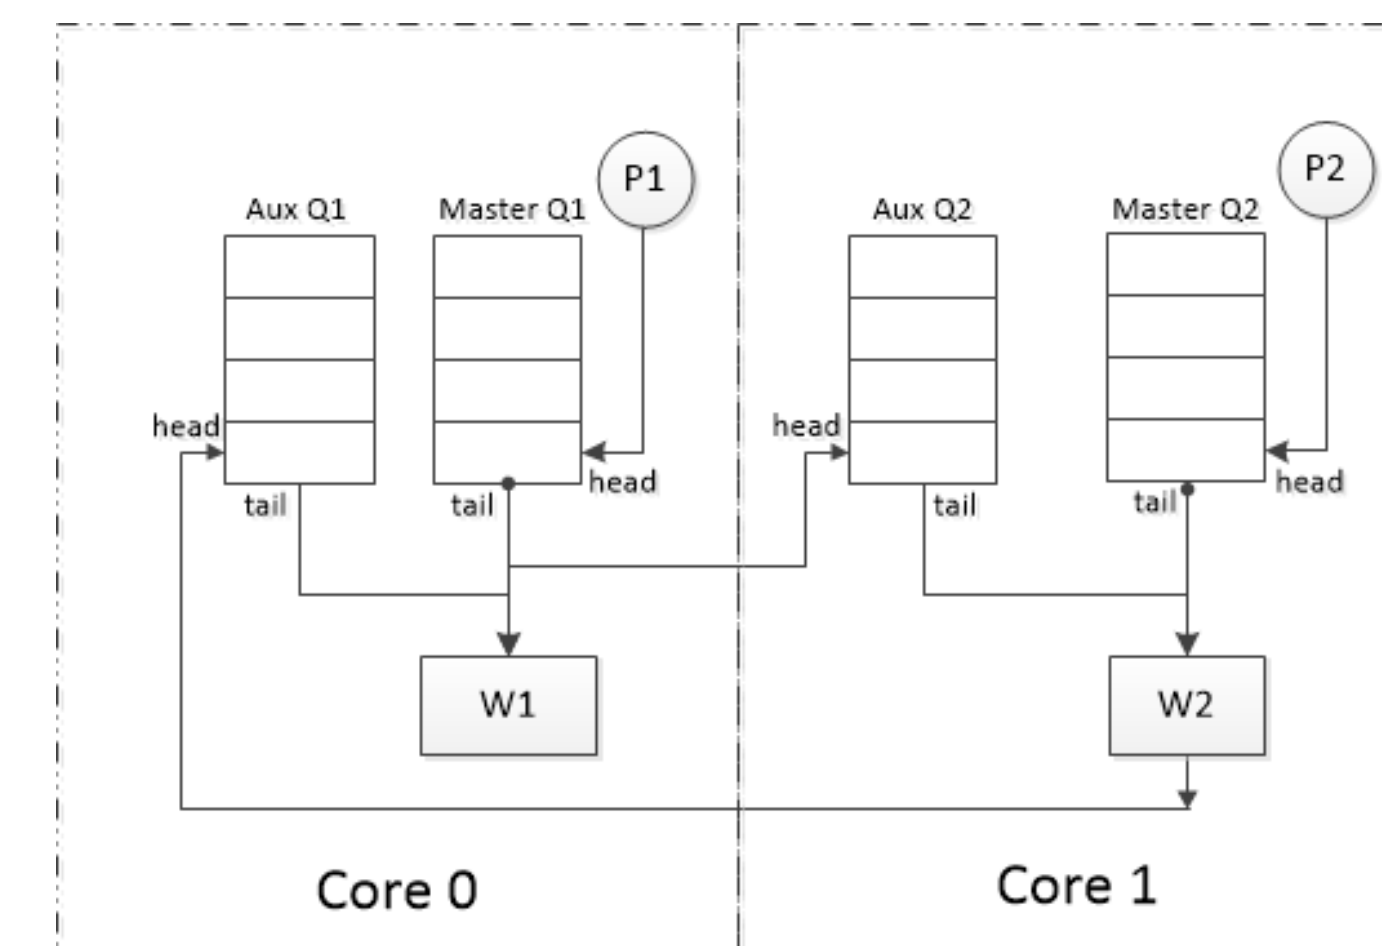 P1
P2
Aux Q1
Master Q1
Aux Q2
Master Q2
head
head
head
head
tail
tail
tail
tail
W1
W2
Core 0
Core 1